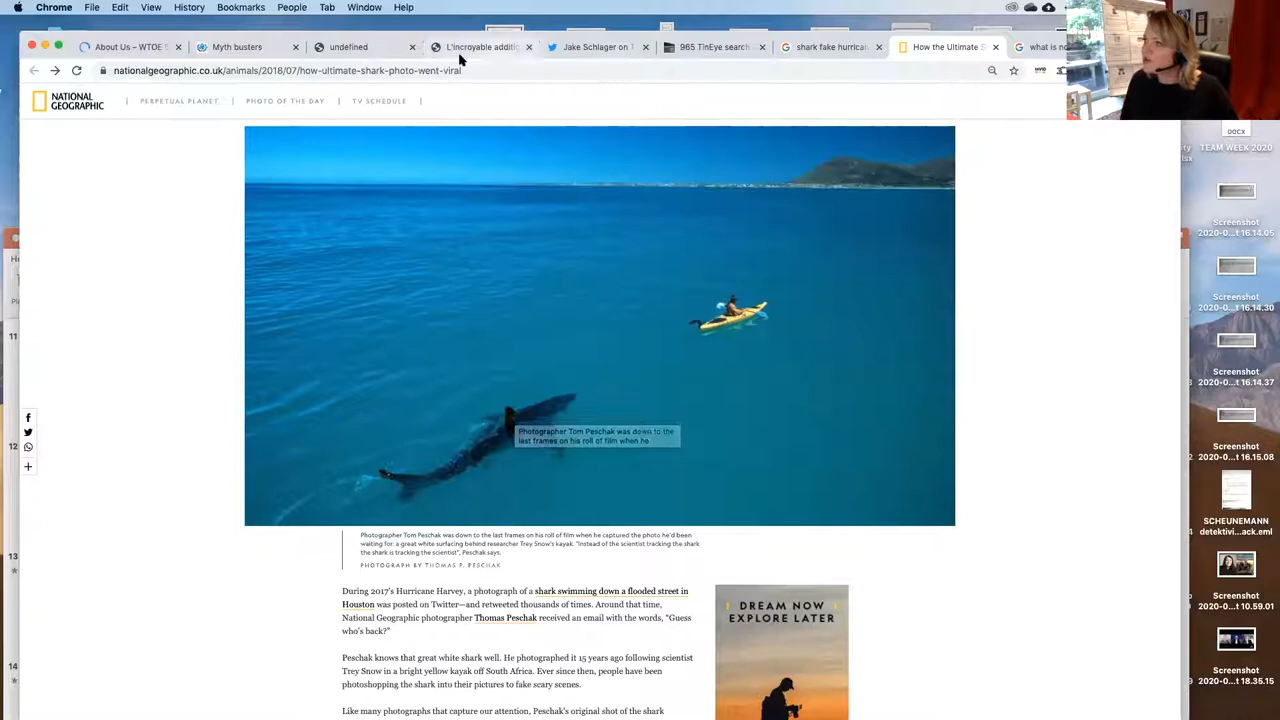 Chrome File Edit View History Bookmarks People Tab Window Help
About Us – WTOE 5
Myth busters
undefined
L'incroyable additi
Jake Schlager on T
965 TinEye search
shark fake hurrican
How the Ultimate S
what is no
nationalgeographic.co.uk/animals/2018/07/how-ultimate-shark-photo-went-viral
NATIONAL
GEOGRAPHIC
PERPETUAL PLANET
PHOTO OF THE DAY
TV SCHEDULE
Photographer Tom Peschak was down to the
last frames on his roll of film when he
Photographer Tom Peschak was down to the last frames on his roll of film when he captured the photo he'd been
waiting for: a great white surfacing behind researcher Trey Snow's kayak. "Instead of the scientist tracking the shark
the shark is tracking the scientist", Peschak says.
PHOTOGRAPH BY THOMAS P. PESCHAK
During 2017's Hurricane Harvey, a photograph of a shark swimming down a flooded street in
Houston was posted on Twitter—and retweeted thousands of times. Around that time,
National Geographic photographer Thomas Peschak received an email with the words, "Guess
who's back?"
Peschak knows that great white shark well. He photographed it 15 years ago following scientist
Trey Snow in a bright yellow kayak off South Africa. Ever since then, people have been
photoshopping the shark into their pictures to fake scary scenes.
Like many photographs that capture our attention, Peschak's original shot of the shark
DREAM NOW
EXPLORE LATER
11
12
13
14
DOCX
TEAM WEEK 2020
Screenshot
2020-0...t 16.14.05
Screenshot
2020-0...t 16.14.30
Screenshot
2020-0...t 16.14.37
Screenshot
2020-0...t 16.15.08
SCHEUNEMANN
detektivi...ack.eml
Screenshot
2020-0...t 10.59.01
Screenshot
2020-0...t 18.35.15